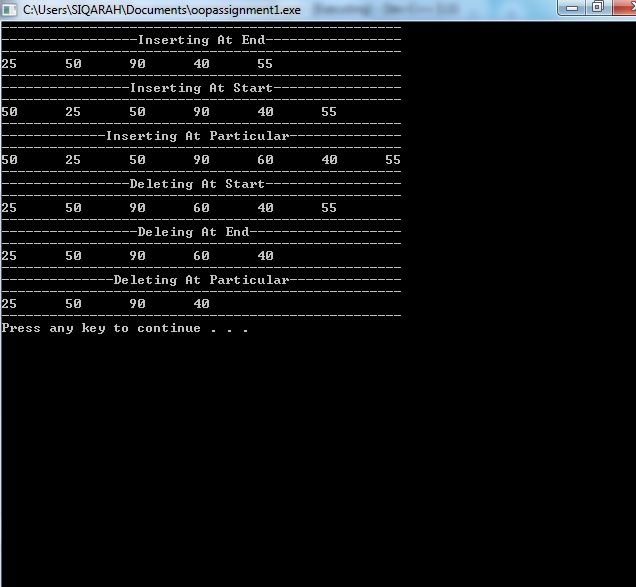 C:\Users\SIQARAH\Documents\oopassignment1.exe
--------------------------------------------------
-----------------Inserting At End-----------------
--------------------------------------------------
25 50 90 40 55
--------------------------------------------------
----------------Inserting At Start----------------
--------------------------------------------------
50 25 50 90 40 55
--------------------------------------------------
-------------Inserting At Particular--------------
--------------------------------------------------
50 25 50 90 60 40 55
--------------------------------------------------
----------------Deleting At Start-----------------
--------------------------------------------------
25 50 90 60 40 55
--------------------------------------------------
-----------------Deleing At End-------------------
--------------------------------------------------
25 50 90 60 40
--------------------------------------------------
--------------Deleting At Particular--------------
--------------------------------------------------
25 50 90 40
--------------------------------------------------
Press any key to continue . . .